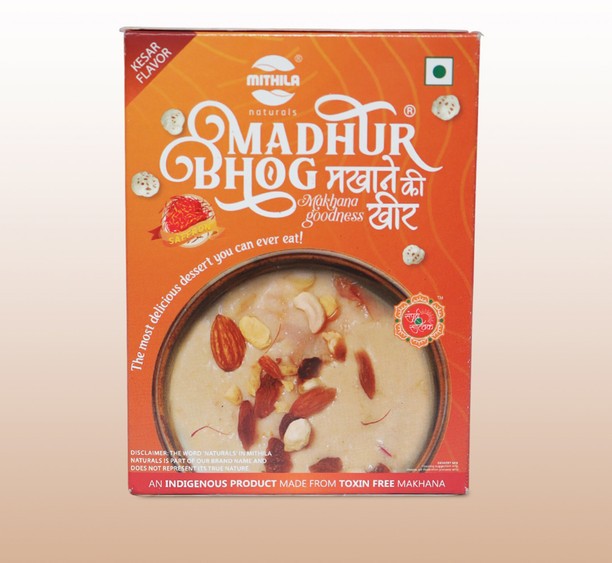 KESAR
FLAVOR
MITHILA
®
naturals
MADHUR®
BHOG मखाने की
Makhana
goodness खीर
SAFFRON
The most delicious dessert you can ever eat!
DISCLAIMER: THE WORD 'NATURALS' IN MITHILA
NATURALS IS PART OF OUR BRAND NAME AND
DOES NOT REPRESENT ITS TRUE NATURE.
AN INDIGENOUS PRODUCT MADE FROM TOXIN FREE MAKHANA